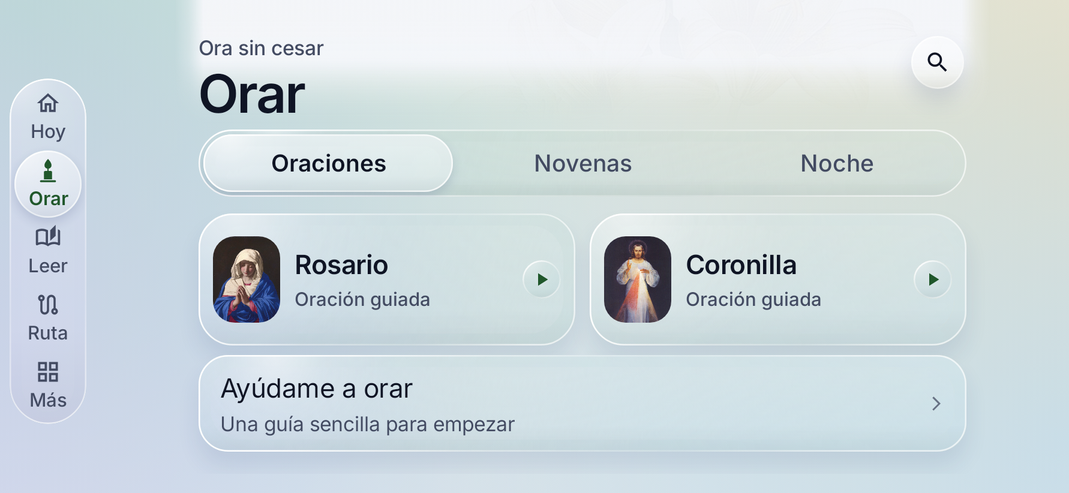 Ora sin cesar
Orar
Hoy
Orar
Leer
Ruta
Más
Oraciones
Novenas
Noche
Rosario
Oración guiada
Coronilla
Oración guiada
Ayúdame a orar
Una guía sencilla para empezar